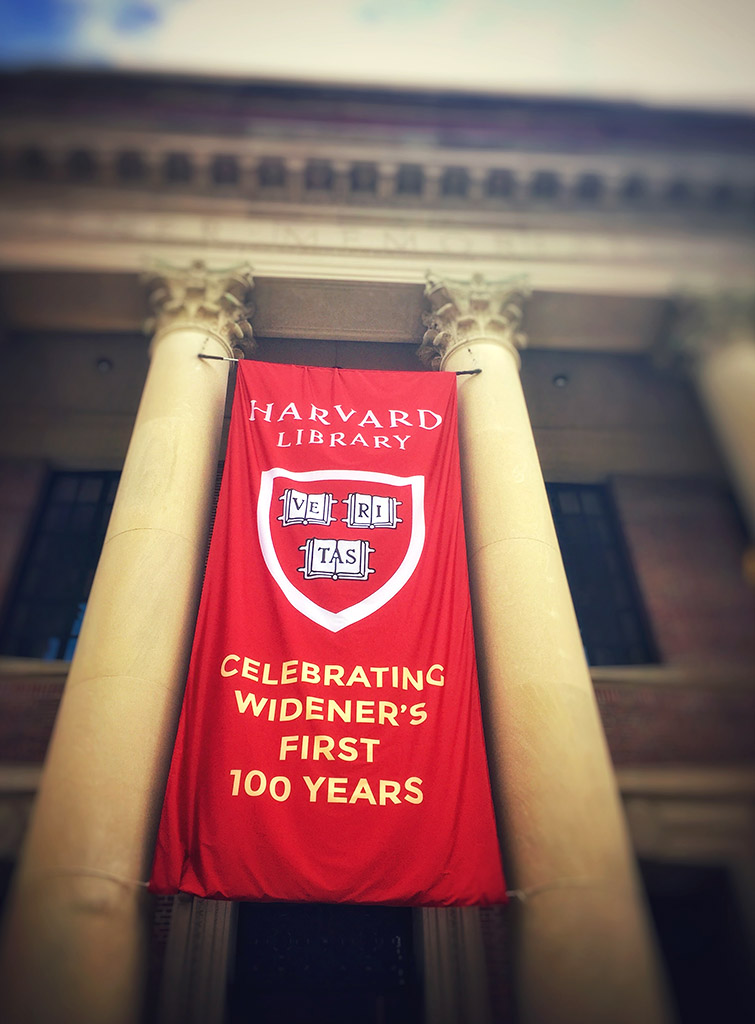 HARVARD
LIBRARY
VE RI
TAS
CELEBRATING
WIDENER'S
FIRST
100 YEARS